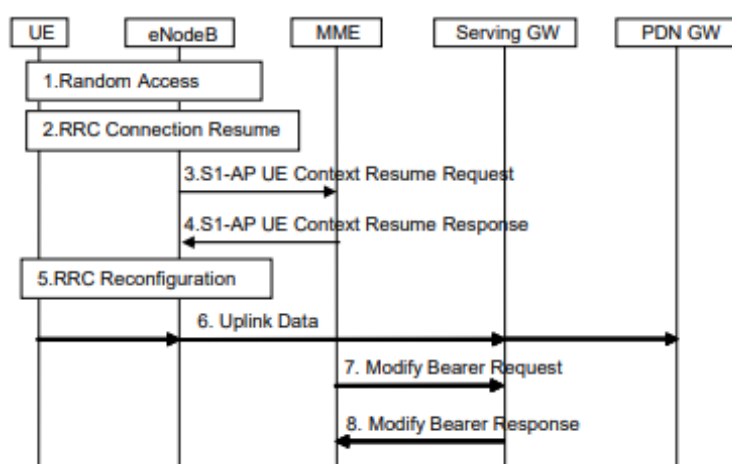 UE eNodeB MME Serving GW PDN GW
1.Random Access
2.RRC Connection Resume
3.S1-AP UE Context Resume Request
4.S1-AP UE Context Resume Response
5.RRC Reconfiguration
6. Uplink Data
7. Modify Bearer Request
8. Modify Bearer Response